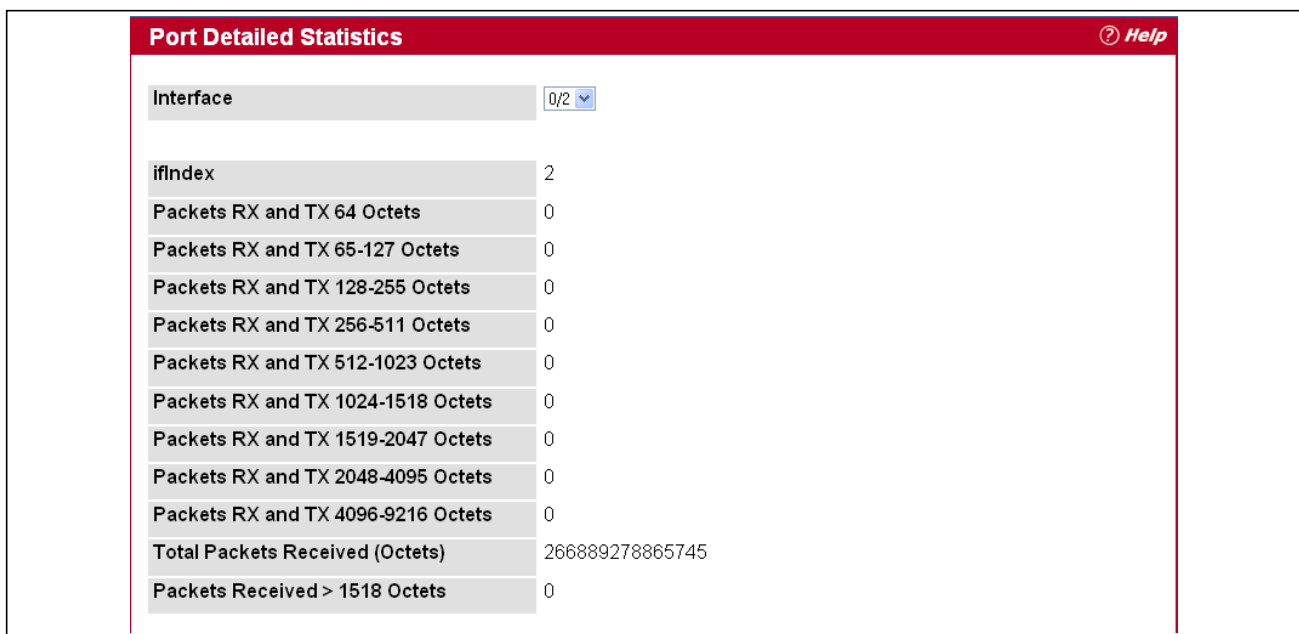 Port Detailed Statistics Help
Interface 0/2
ifIndex 2
Packets RX and TX 64 Octets 0
Packets RX and TX 65-127 Octets 0
Packets RX and TX 128-255 Octets 0
Packets RX and TX 256-511 Octets 0
Packets RX and TX 512-1023 Octets 0
Packets RX and TX 1024-1518 Octets 0
Packets RX and TX 1519-2047 Octets 0
Packets RX and TX 2048-4095 Octets 0
Packets RX and TX 4096-9216 Octets 0
Total Packets Received (Octets) 266889278865745
Packets Received > 1518 Octets 0